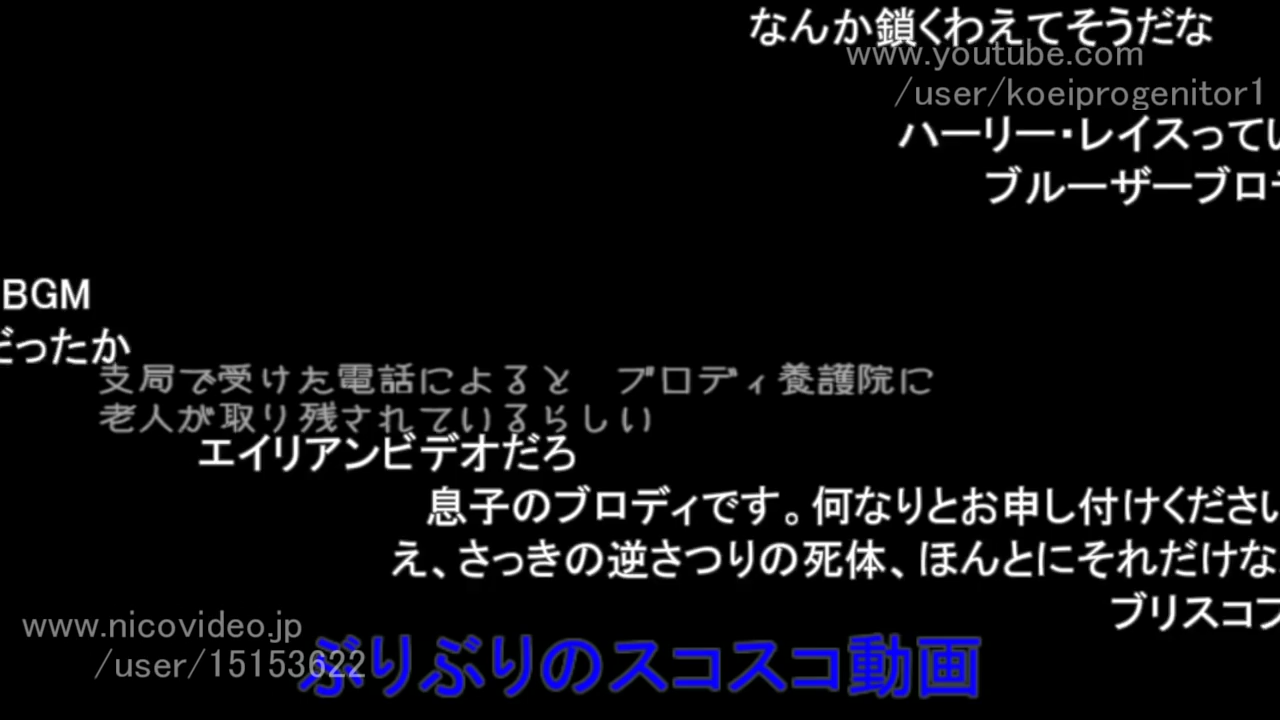 なんか鎖くわえてそうだな
www.youtube.com
/user/koeiprogenitor1
ハーリー・レイスってい
ブルーザーブロデ
BGM
だったか
支局で受けた電話によると　ブロディ養護院に
老人が取り残されているらしい
エイリアンビデオだろ
息子のブロディです。何なりとお申し付けください
え、さっきの逆さつりの死体、ほんとにそれだけな
ブリスコブ
www.nicovideo.jp
/user/15153622
ぶりぶりのスコスコ動画